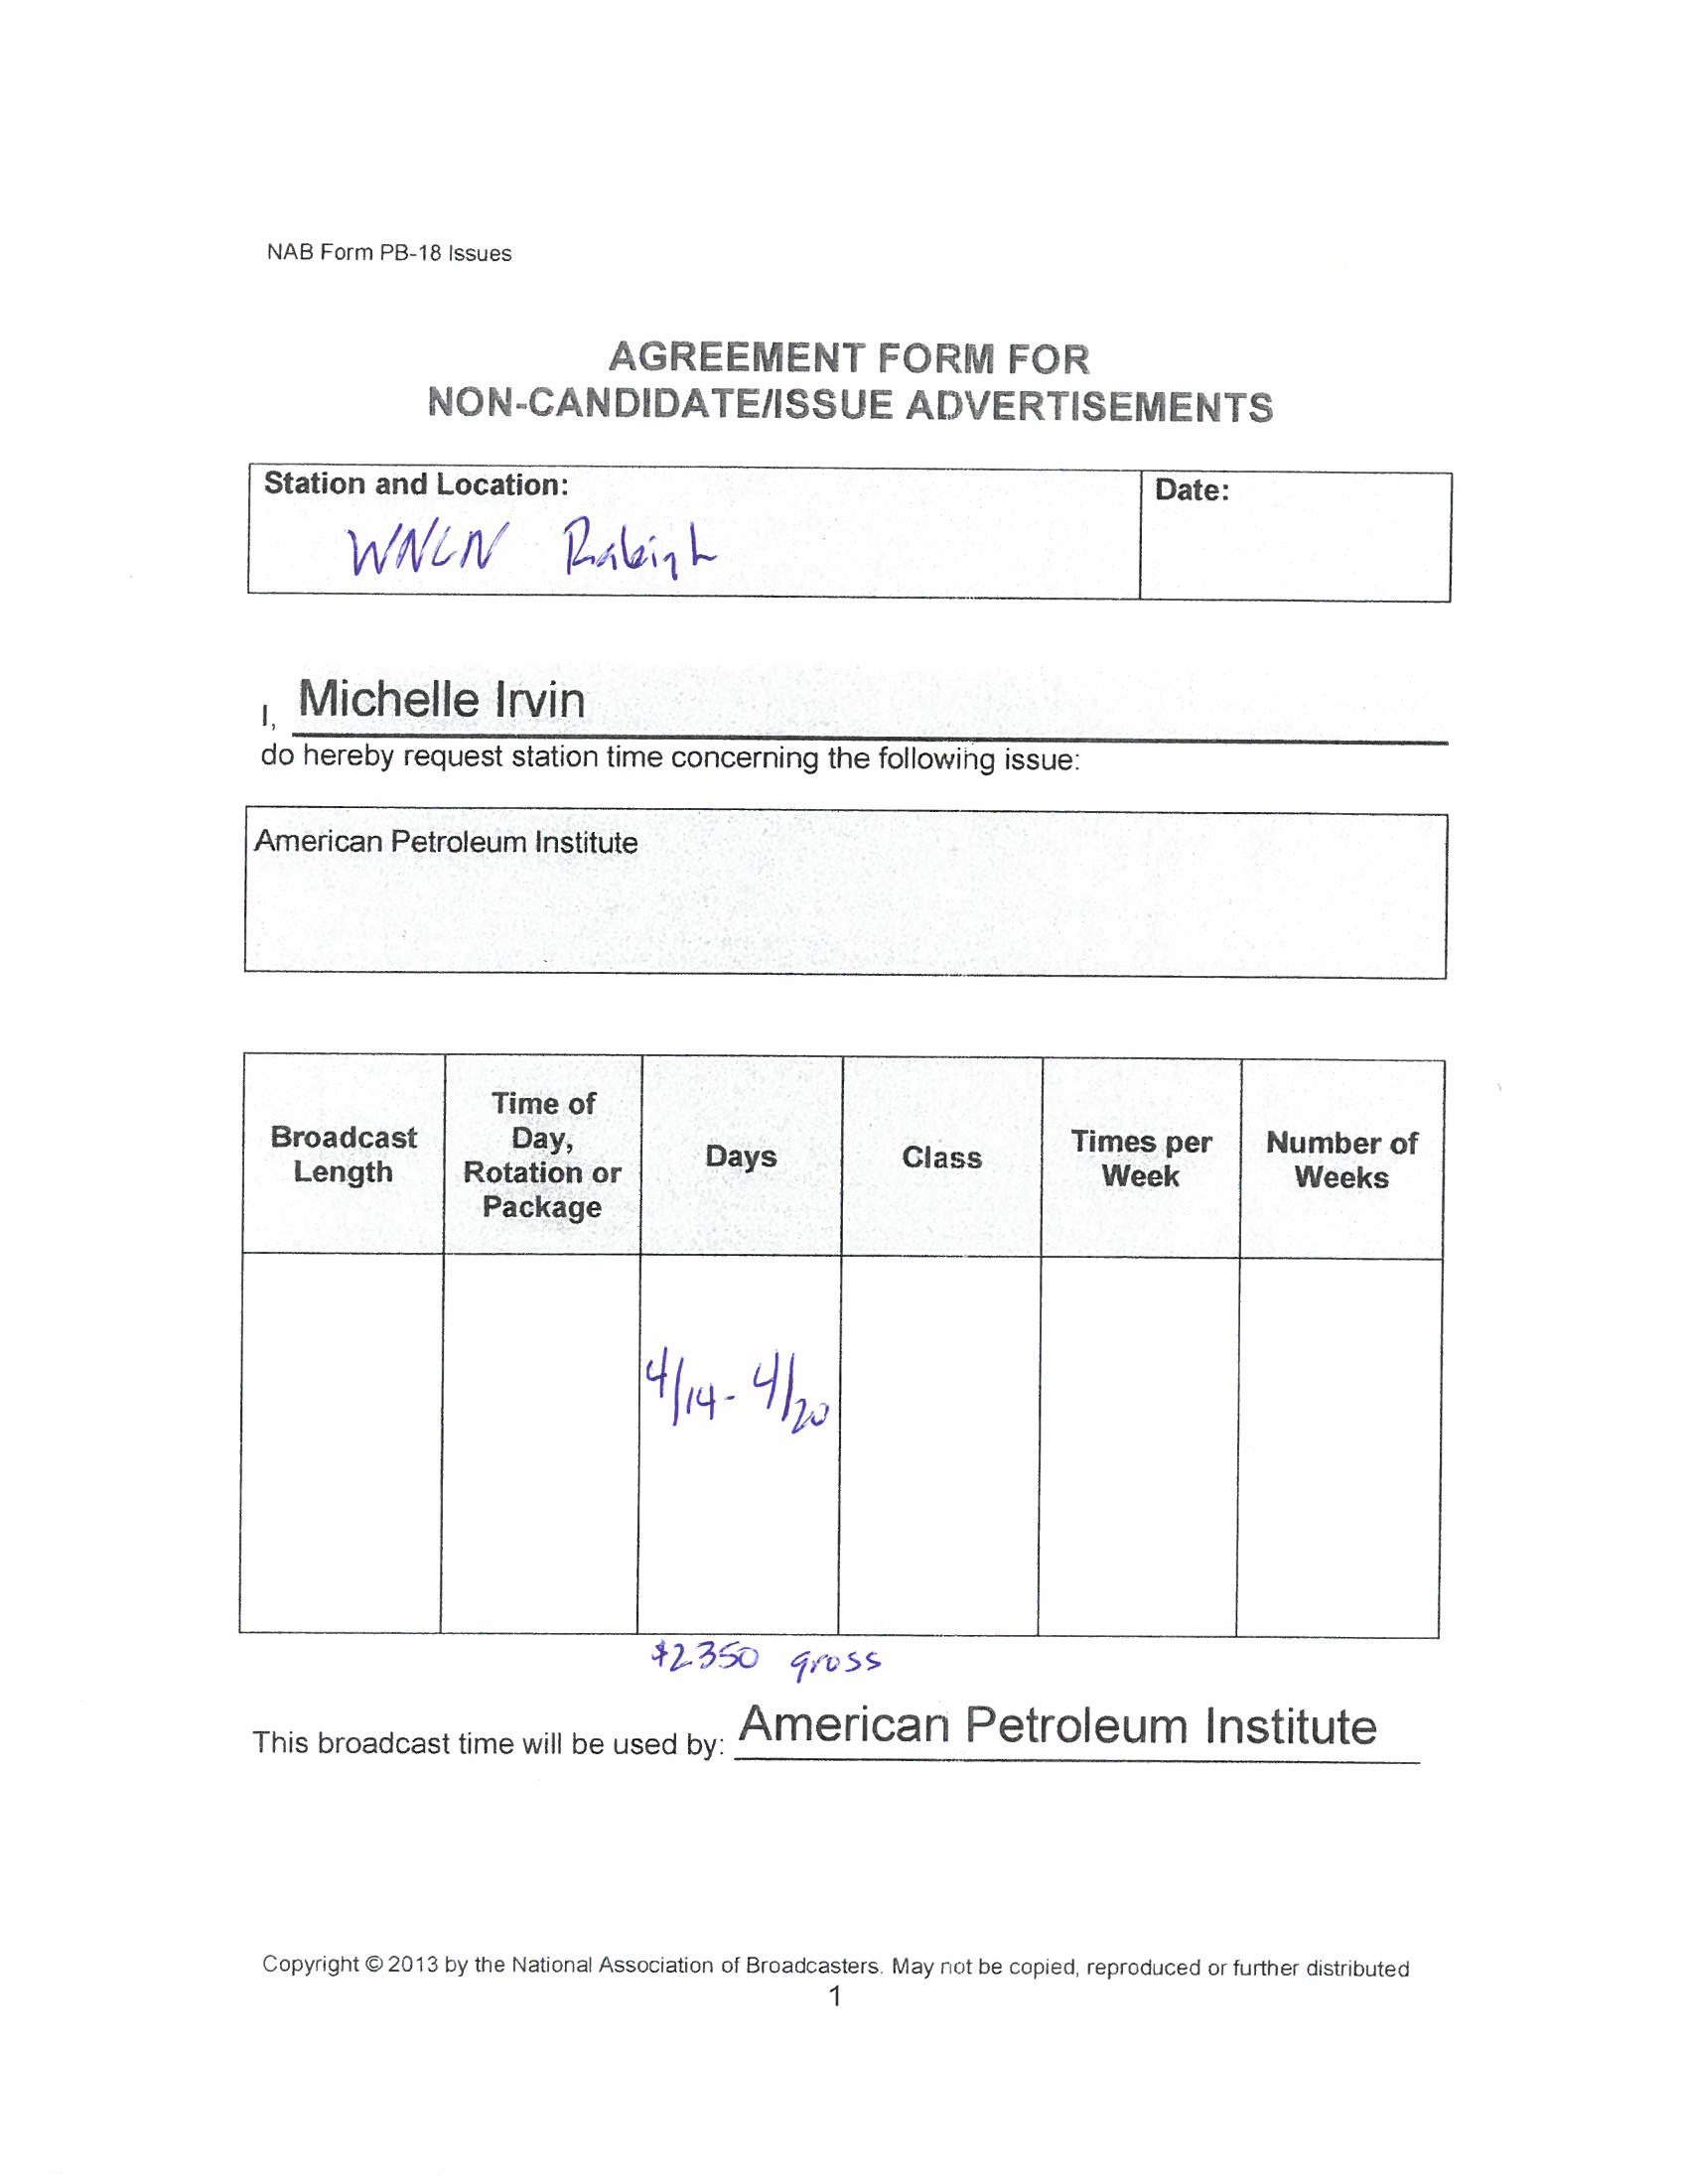 NAB Form PB-18 Issues
AGREEMENT FORM FOR
NON-CANDIDATE/ISSUE ADVERTISEMENTS
Station and Location:
Date:
WNCN Raleigh
I, Michelle Irvin
do hereby request station time concerning the following issue:
American Petroleum Institute
Broadcast Length
Time of Day, Rotation or Package
Days
Class
Times per Week
Number of Weeks
4/14 - 4/20
$2350 gross
This broadcast time will be used by: American Petroleum Institute
Copyright © 2013 by the National Association of Broadcasters. May not be copied, reproduced or further distributed
1